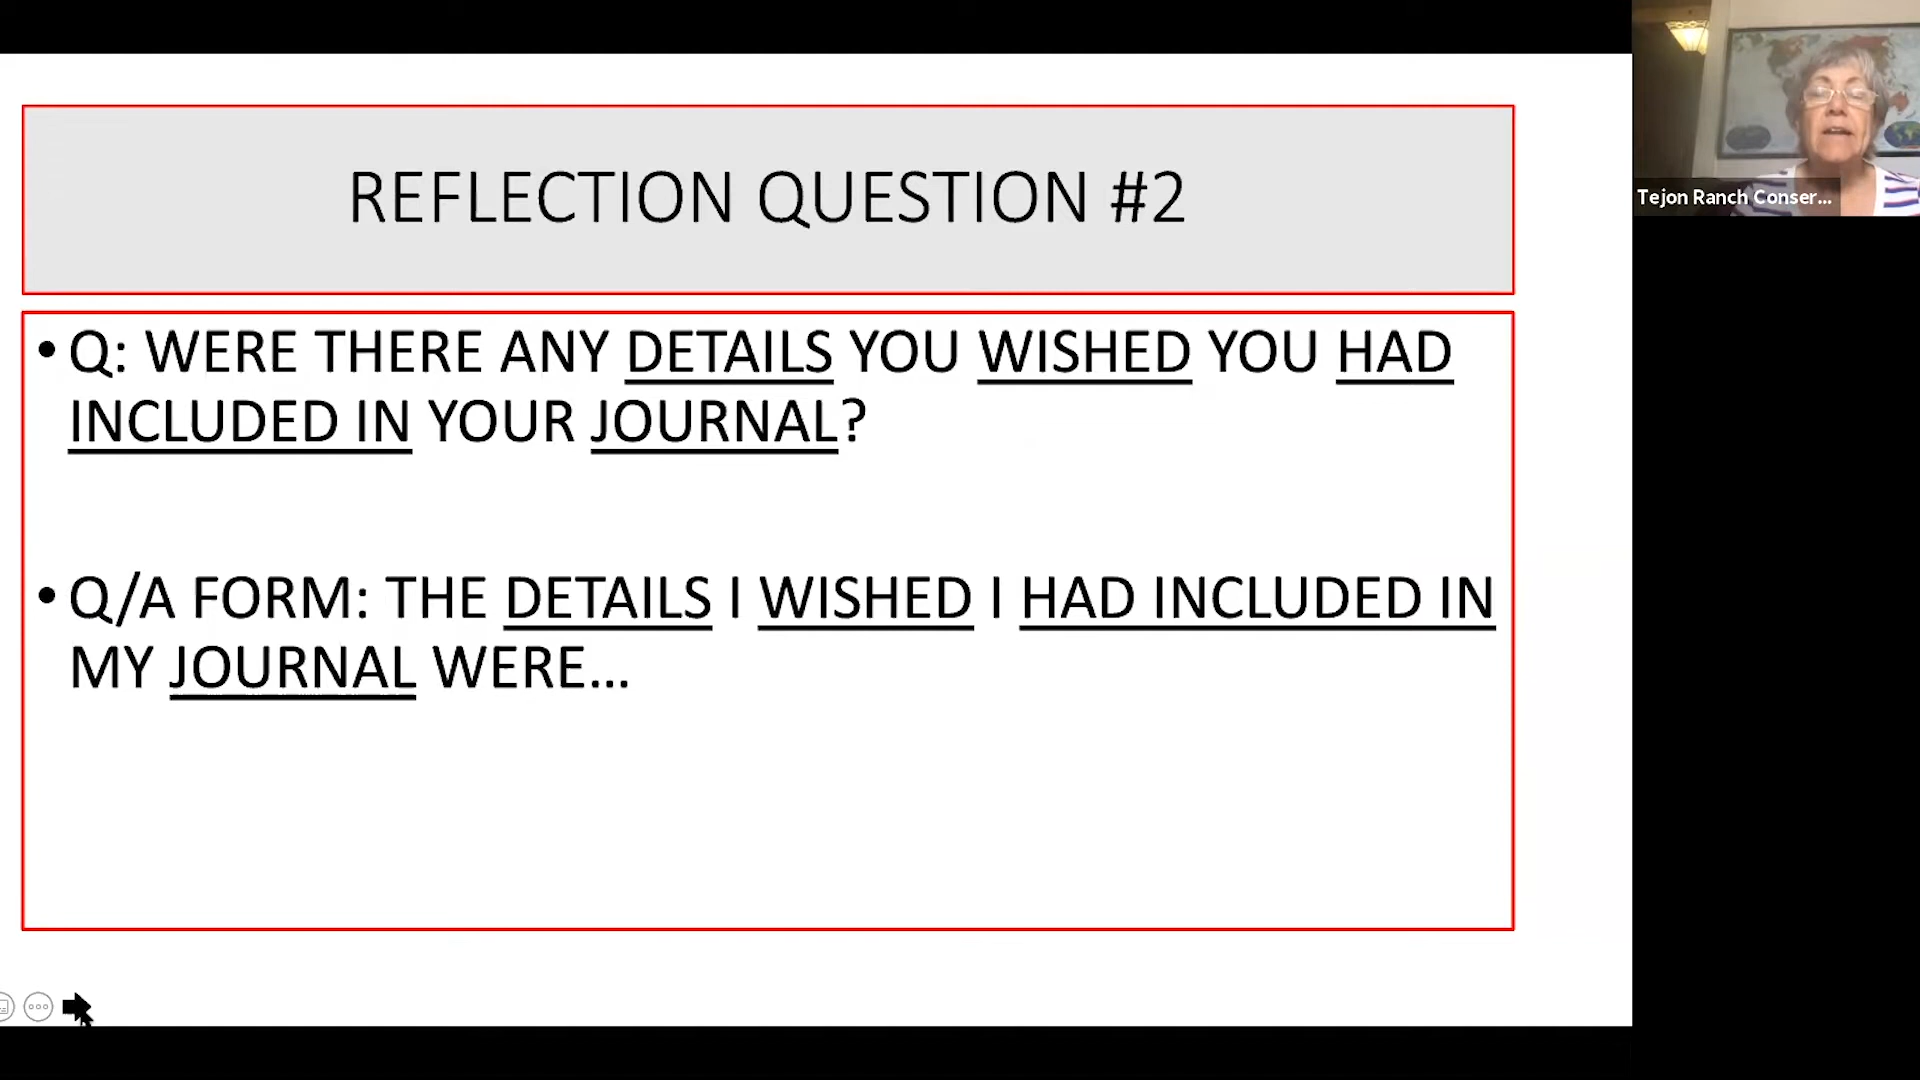 REFLECTION QUESTION #2
• Q: WERE THERE ANY DETAILS YOU WISHED YOU HAD
INCLUDED IN YOUR JOURNAL?
• Q/A FORM: THE DETAILS I WISHED I HAD INCLUDED IN
MY JOURNAL WERE...
Tejon Ranch Conser...